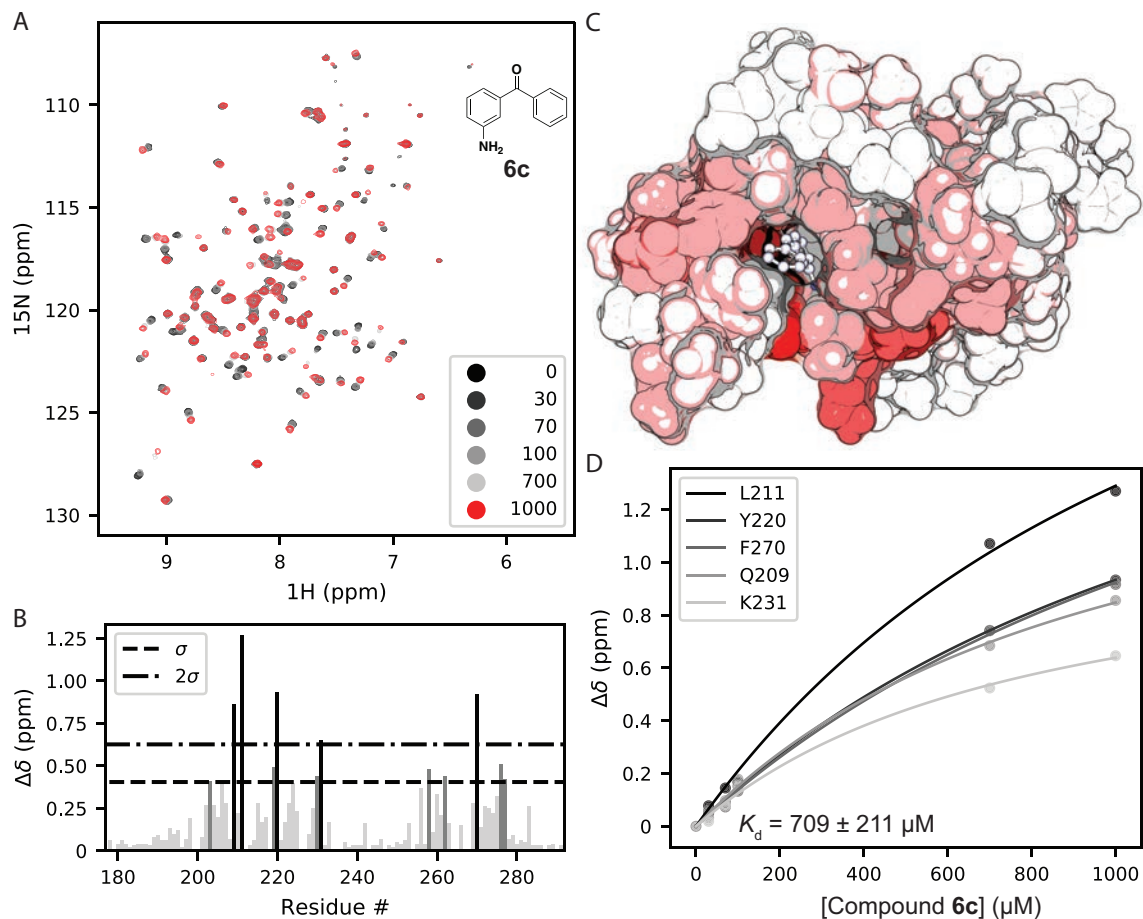 A
110
115
120
125
130
15N (ppm)
9
8
7
6
1H (ppm)
O
NH2
6c
0
30
70
100
700
1000
B
1.25
1.00
0.75
0.50
0.25
0
Δδ (ppm)
σ
2σ
180
200
220
240
260
280
Residue #
C
D
1.2
1.0
0.8
0.6
0.4
0.2
0
Δδ (ppm)
L211
Y220
F270
Q209
K231
Kd = 709 ± 211 μM
0
200
400
600
800
1000
[Compound 6c] (μM)